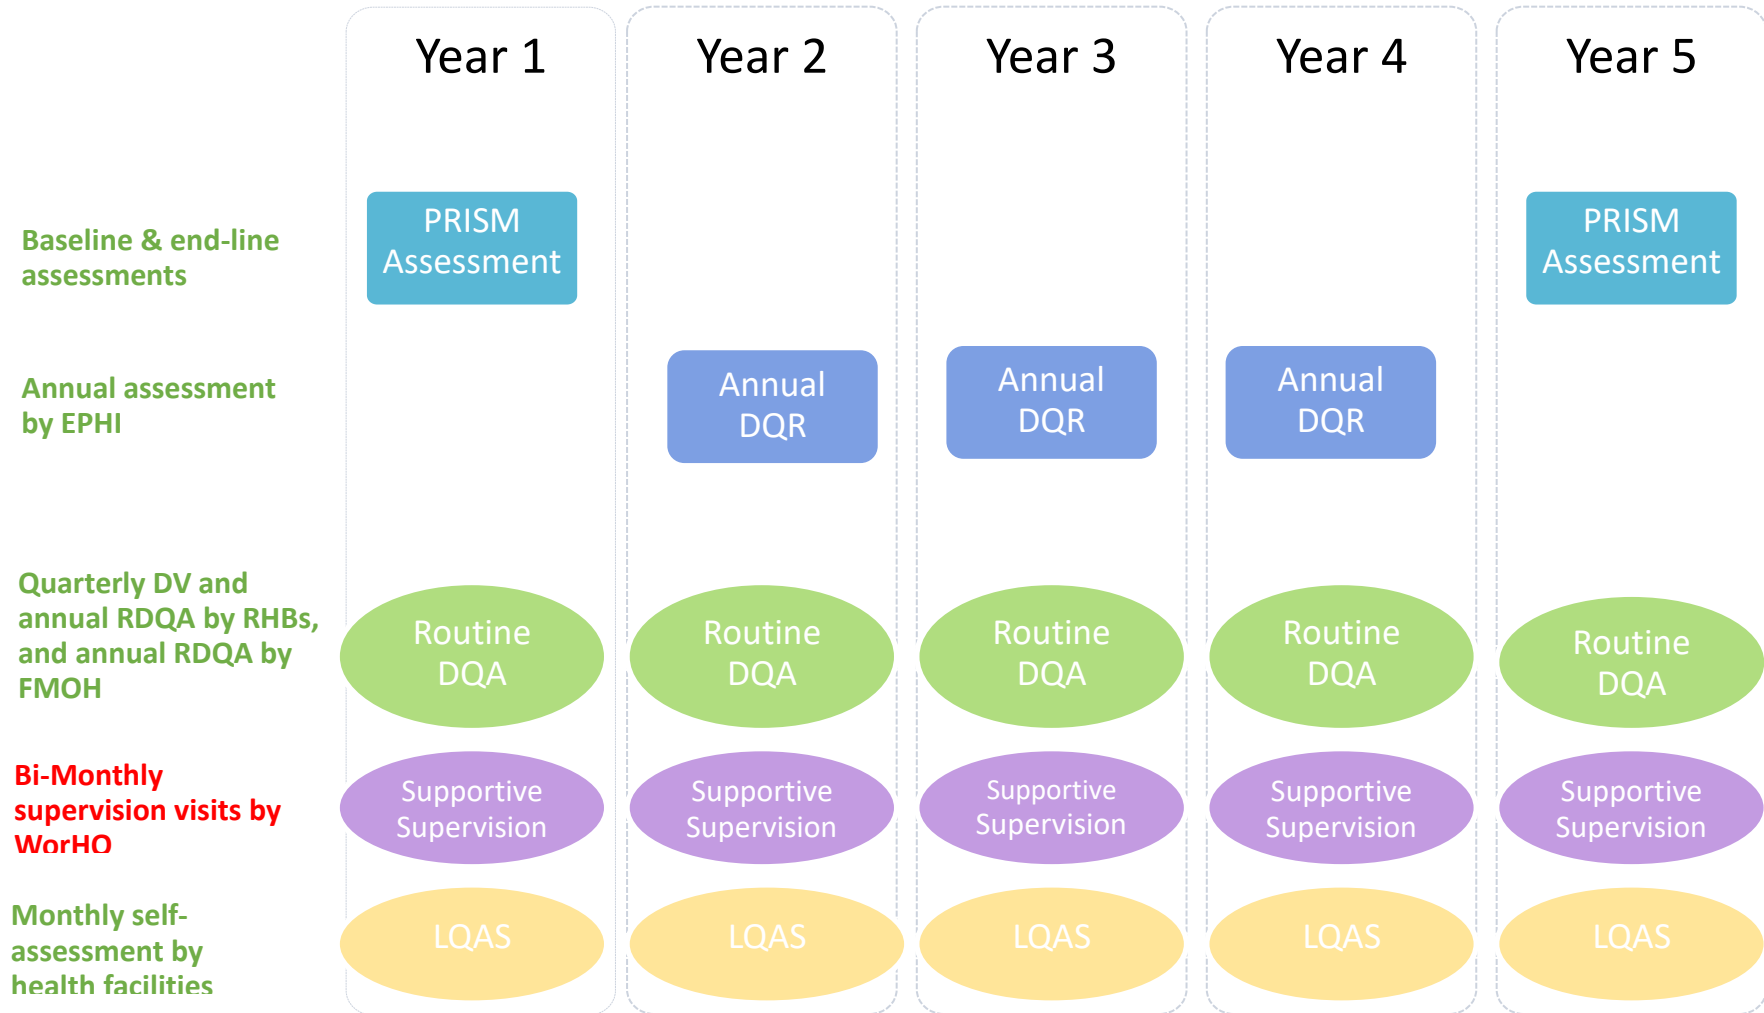 Year 1
Year 2
Year 3
Year 4
Year 5
Baseline & end-line
assessments
PRISM
Assessment
PRISM
Assessment
Annual assessment
by EPHI
Annual
DQR
Annual
DQR
Annual
DQR
Quarterly DV and
annual RDQA by RHBs,
and annual RDQA by
FMOH
Routine
DQA
Routine
DQA
Routine
DQA
Routine
DQA
Routine
DQA
Bi-Monthly
supervision visits by
WorHO
Supportive
Supervision
Supportive
Supervision
Supportive
Supervision
Supportive
Supervision
Supportive
Supervision
Monthly self-
assessment by
health facilities
LQAS
LQAS
LQAS
LQAS
LQAS